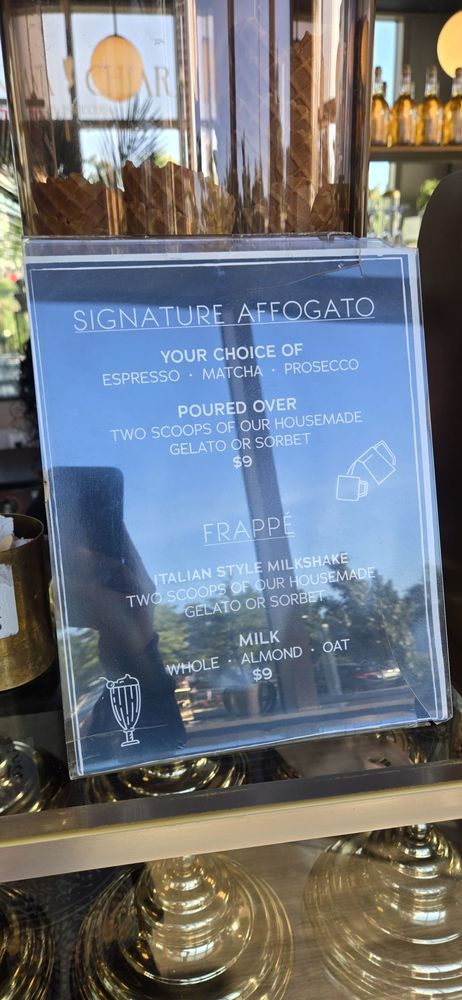 SIGNATURE AFFOGATO
YOUR CHOICE OF
ESPRESSO · MATCHA · PROSECCO
POURED OVER
TWO SCOOPS OF OUR HOUSEMADE
GELATO OR SORBET
$9
FRAPPÉ
ITALIAN STYLE MILKSHAKE
TWO SCOOPS OF OUR HOUSEMADE
GELATO OR SORBET
MILK
WHOLE · ALMOND · OAT
$9